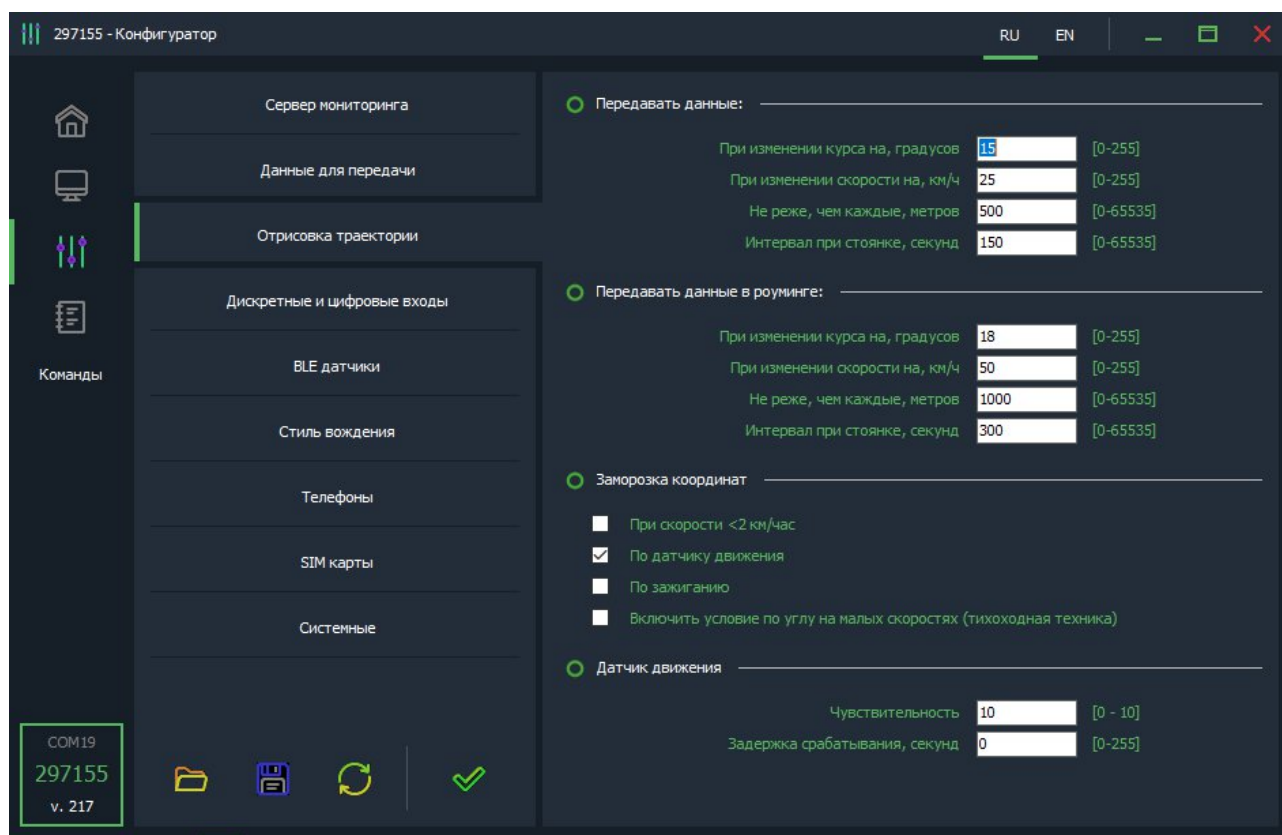 297155 - Конфигуратор
RU EN
Команды
COM19
297155
v. 217
Сервер мониторинга
Данные для передачи
Отрисовка траектории
Дискретные и цифровые входы
BLE датчики
Стиль вождения
Телефоны
SIM карты
Системные
Передавать данные:
При изменении курса на, градусов 15 [0-255]
При изменении скорости на, км/ч 25 [0-255]
Не реже, чем каждые, метров 500 [0-65535]
Интервал при стоянке, секунд 150 [0-65535]
Передавать данные в роуминге:
При изменении курса на, градусов 18 [0-255]
При изменении скорости на, км/ч 50 [0-255]
Не реже, чем каждые, метров 1000 [0-65535]
Интервал при стоянке, секунд 300 [0-65535]
Заморозка координат
При скорости <2 км/час
По датчику движения
По зажиганию
Включить условие по углу на малых скоростях (тихоходная техника)
Датчик движения
Чувствительность 10 [0 - 10]
Задержка срабатывания, секунд 0 [0-255]